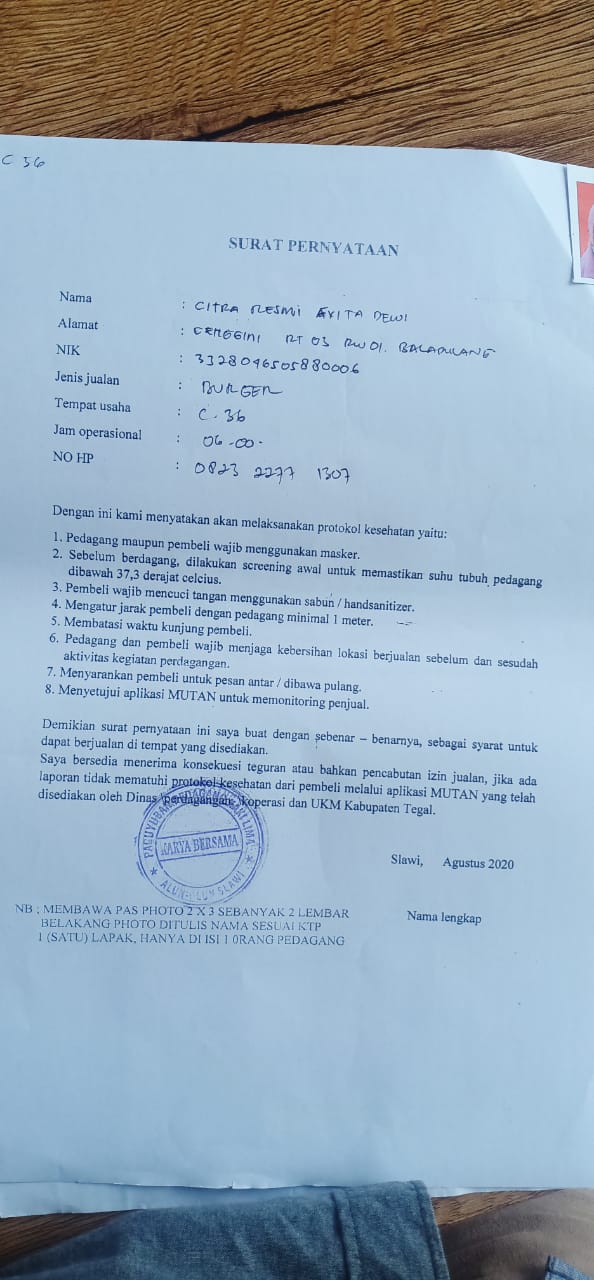 C 56
SURAT PERNYATAAN
Nama : CITRA RESMI EVITA DEWI
Alamat : CENGGINI RT 03 RW 01. BALAPULANG
NIK : 3328046505880006
Jenis jualan : BURGER
Tempat usaha : C. 36
Jam operasional : 06-00-
NO HP : 0823 2277 1307
Dengan ini kami menyatakan akan melaksanakan protokol kesehatan yaitu:
1. Pedagang maupun pembeli wajib menggunakan masker.
2. Sebelum berdagang, dilakukan screening awal untuk memastikan suhu tubuh pedagang
dibawah 37,3 derajat celcius.
3. Pembeli wajib mencuci tangan menggunakan sabun / handsanitizer.
4. Mengatur jarak pembeli dengan pedagang minimal 1 meter.
5. Membatasi waktu kunjung pembeli.
6. Pedagang dan pembeli wajib menjaga kebersihan lokasi berjualan sebelum dan sesudah
aktivitas kegiatan perdagangan.
7. Menyarankan pembeli untuk pesan antar / dibawa pulang.
8. Menyetujui aplikasi MUTAN untuk memonitoring penjual.
Demikian surat pernyataan ini saya buat dengan sebenar – benarnya, sebagai syarat untuk
dapat berjualan di tempat yang disediakan.
Saya bersedia menerima konsekuesi teguran atau bahkan pencabutan izin jualan, jika ada
laporan tidak mematuhi protokol kesehatan dari pembeli melalui aplikasi MUTAN yang telah
disediakan oleh Dinas perdagangan, koperasi dan UKM Kabupaten Tegal.
PAGUYUBAN PEDAGANG KAKI LIMA
KARYA BERSAMA
ALUN-ALUN SLAWI
Slawi, Agustus 2020
Nama lengkap
NB : MEMBAWA PAS PHOTO 2 X 3 SEBANYAK 2 LEMBAR
BELAKANG PHOTO DITULIS NAMA SESUAI KTP
1 (SATU) LAPAK, HANYA DI ISI 1 0RANG PEDAGANG